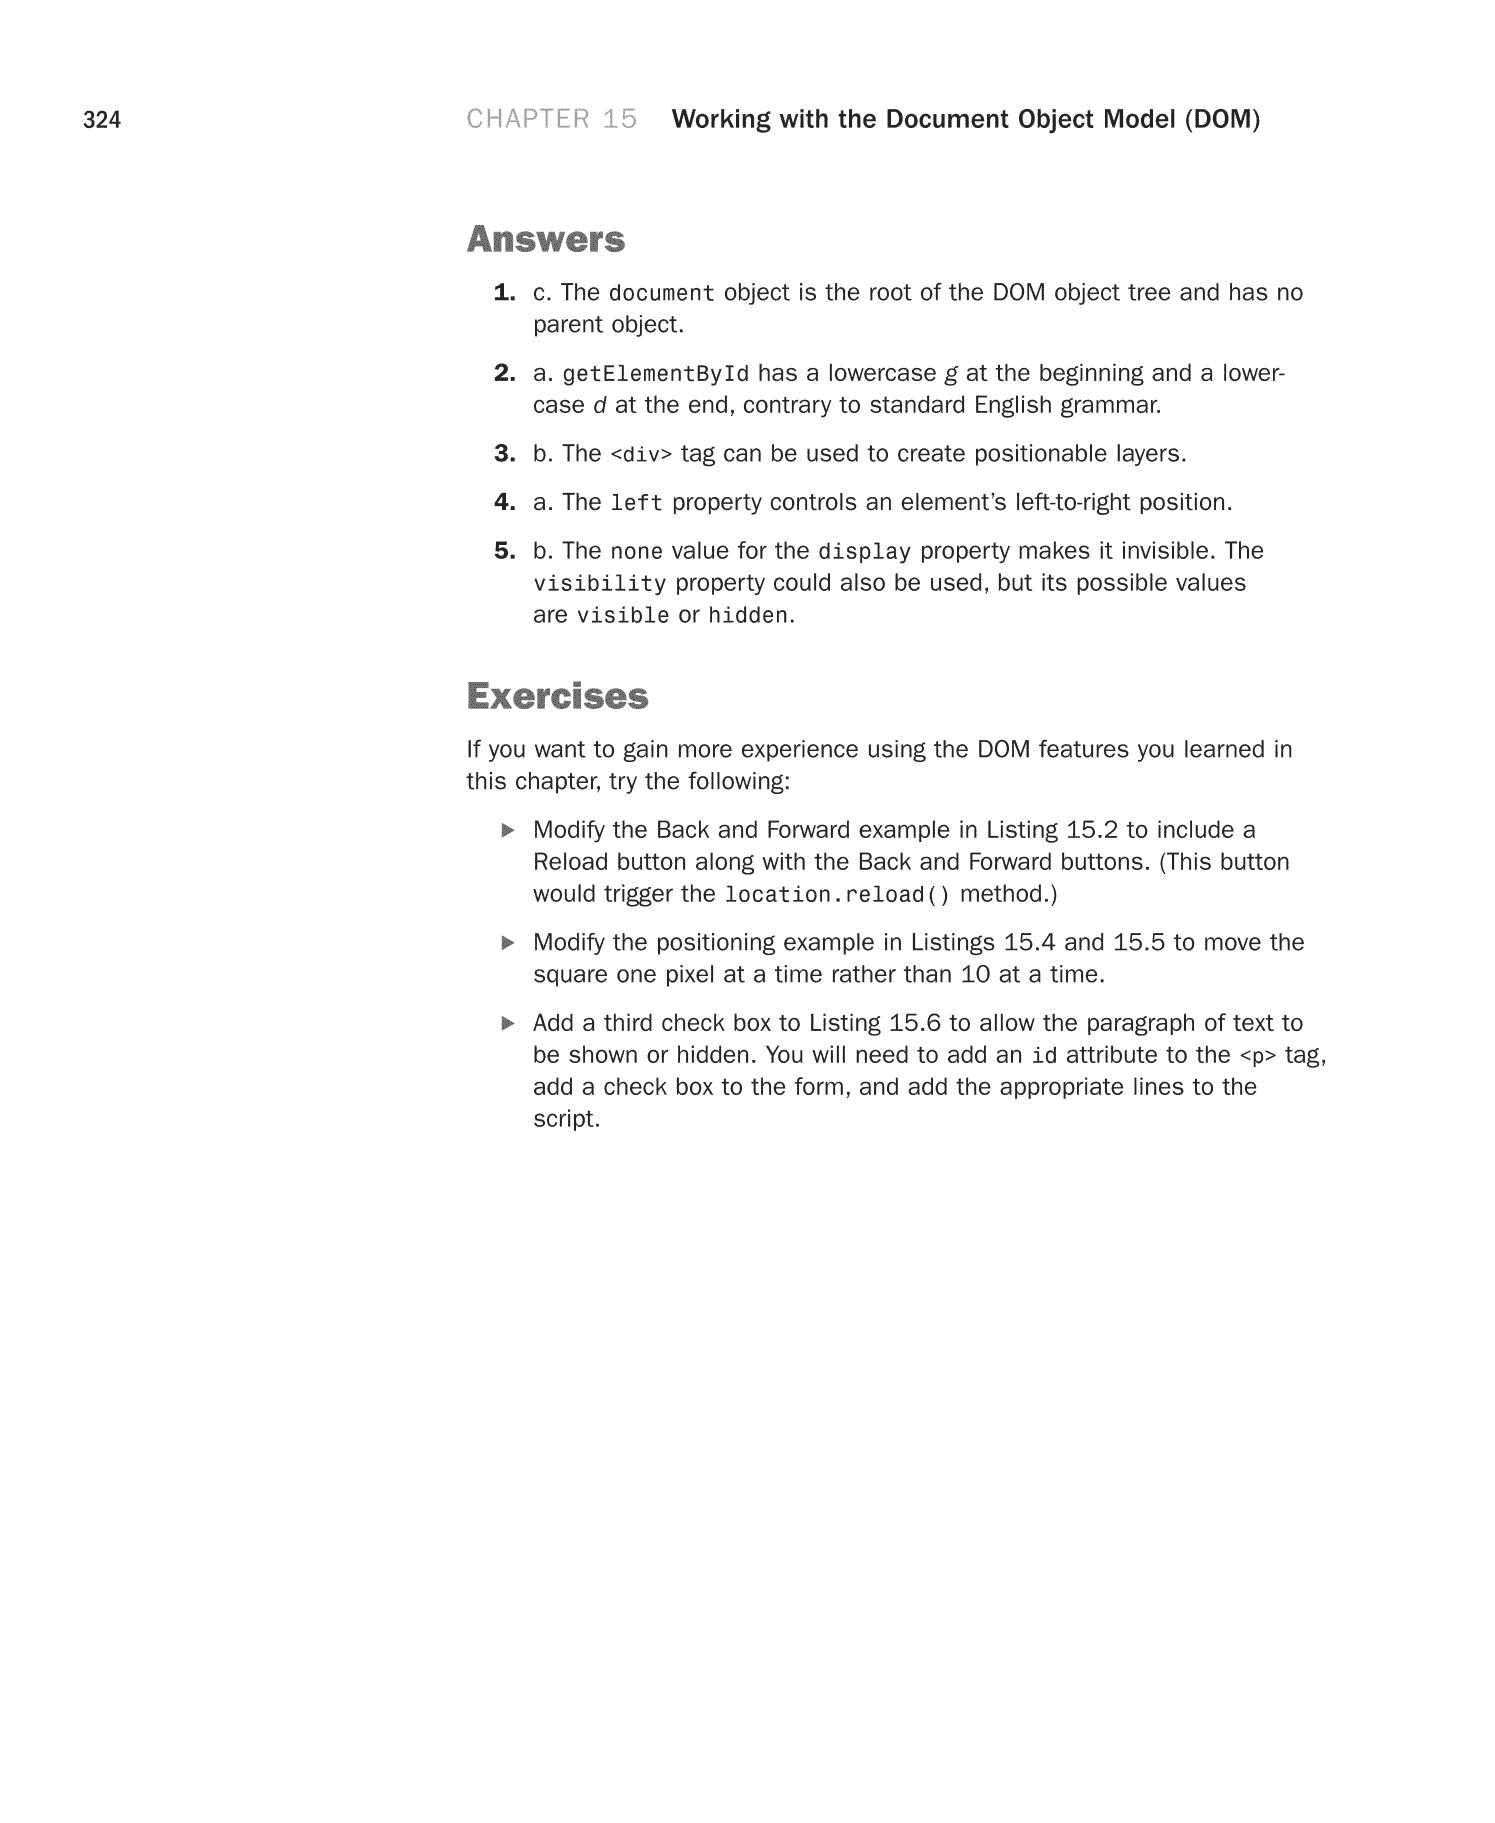 324 CHAPTER 15 Working with the Document Object Model (DOM)
Answers
1. c. The document object is the root of the DOM object tree and has no
parent object.
2. a. getElementById has a lowercase g at the beginning and a lower-
case d at the end, contrary to standard English grammar.
3. b. The <div> tag can be used to create positionable layers.
4. a. The left property controls an element’s left-to-right position.
5. b. The none value for the display property makes it invisible. The
visibility property could also be used, but its possible values
are visible or hidden.
Exercises
If you want to gain more experience using the DOM features you learned in
this chapter, try the following:
▶ Modify the Back and Forward example in Listing 15.2 to include a
Reload button along with the Back and Forward buttons. (This button
would trigger the location.reload() method.)
▶ Modify the positioning example in Listings 15.4 and 15.5 to move the
square one pixel at a time rather than 10 at a time.
▶ Add a third check box to Listing 15.6 to allow the paragraph of text to
be shown or hidden. You will need to add an id attribute to the <p> tag,
add a check box to the form, and add the appropriate lines to the
script.